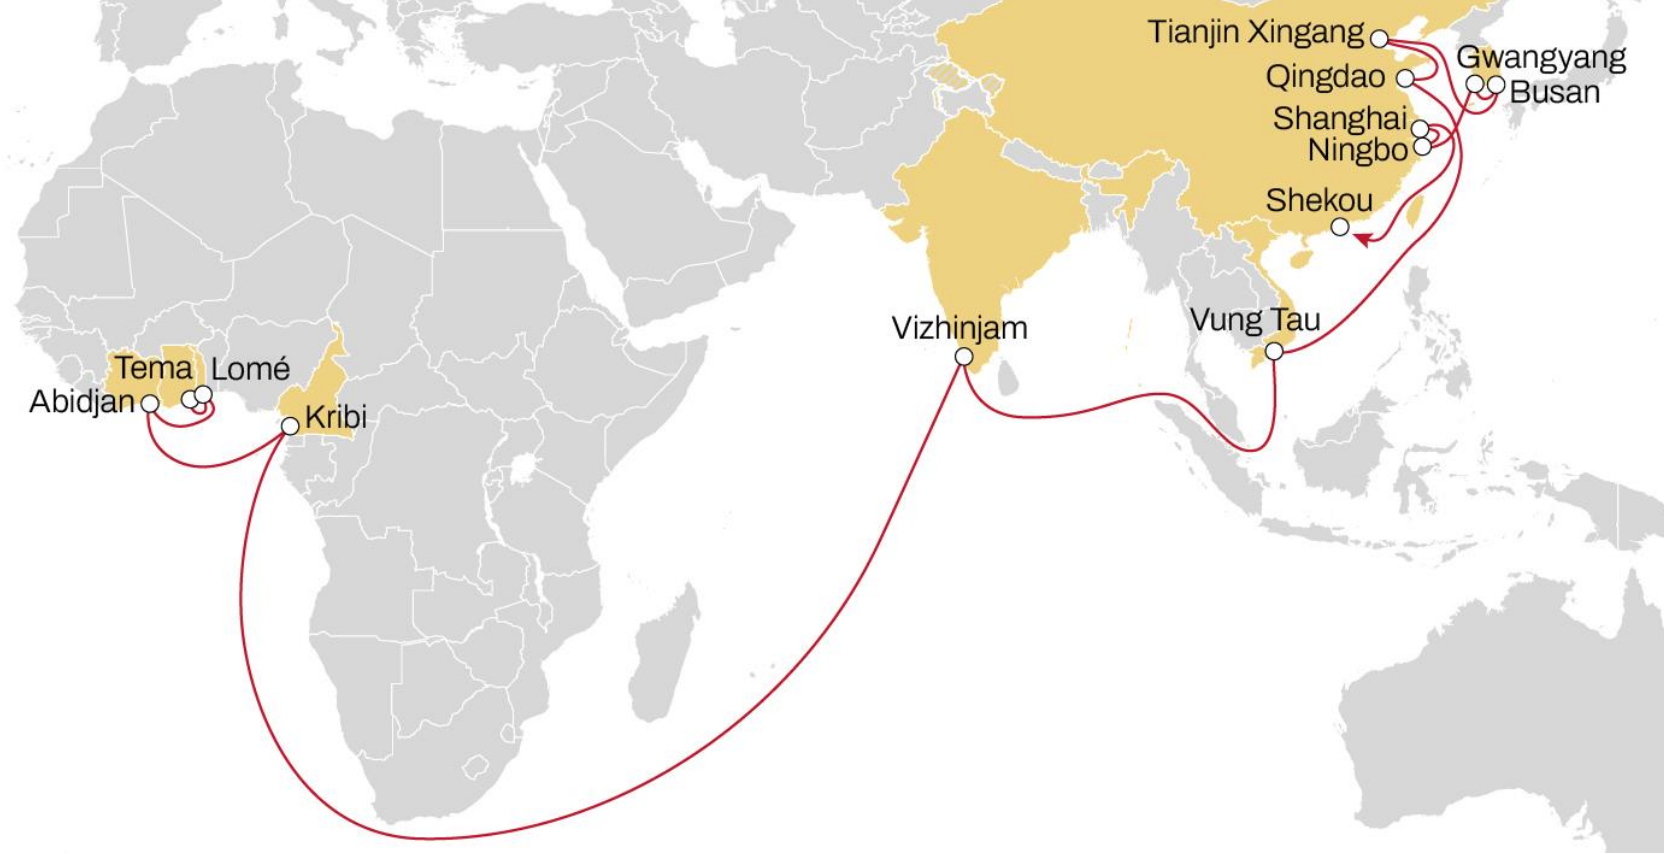 Tianjin Xingang
Gwangyang
Qingdao
Busan
Shanghai
Ningbo
Shekou
Vizhinjam
Vung Tau
Tema
Lomé
Abidjan
Kribi